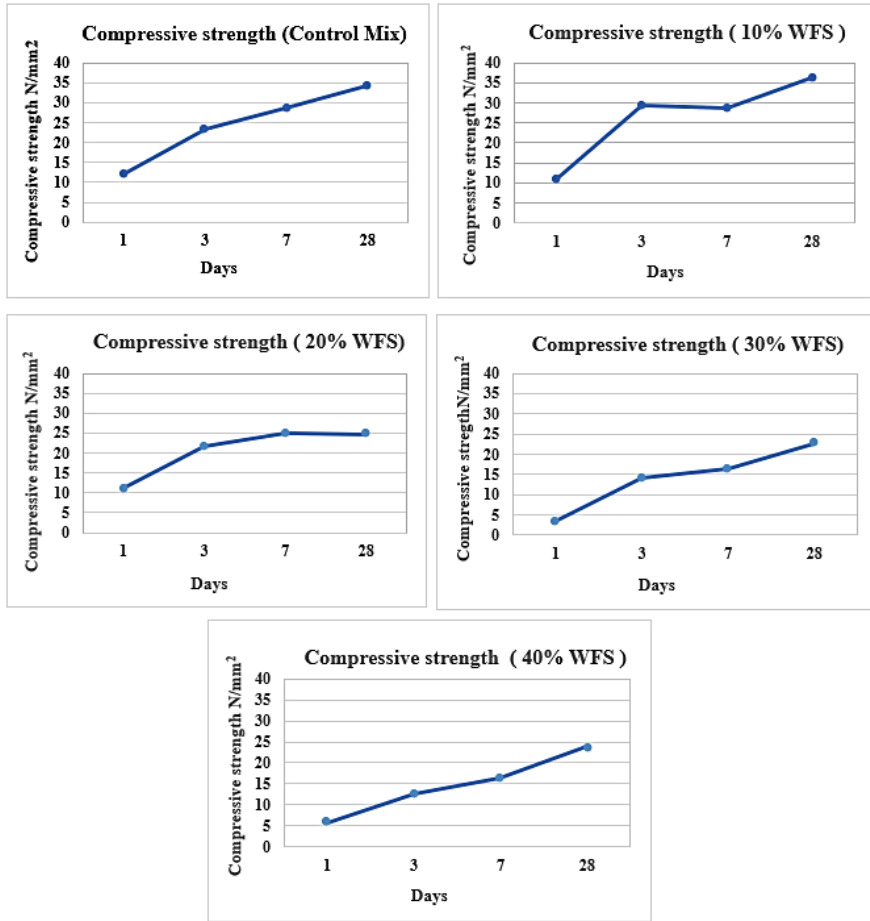 Compressive strength (Control Mix)
Compressive strength N/mm2
40
35
30
25
20
15
10
5
0
1 3 7 28
Days
Compressive strength ( 10% WFS )
Compressive strength N/mm²
40
35
30
25
20
15
10
5
0
1 3 7 28
Days
Compressive strength ( 20% WFS)
Compressive strength N/mm²
40
35
30
25
20
15
10
5
0
1 3 7 28
Days
Compressive strength ( 30% WFS)
Compressive stregthN/mm²
40
35
30
25
20
15
10
5
0
1 3 7 28
Days
Compressive strength ( 40% WFS )
Compressive strength N/mm²
40
35
30
25
20
15
10
5
0
1 3 7 28
Days